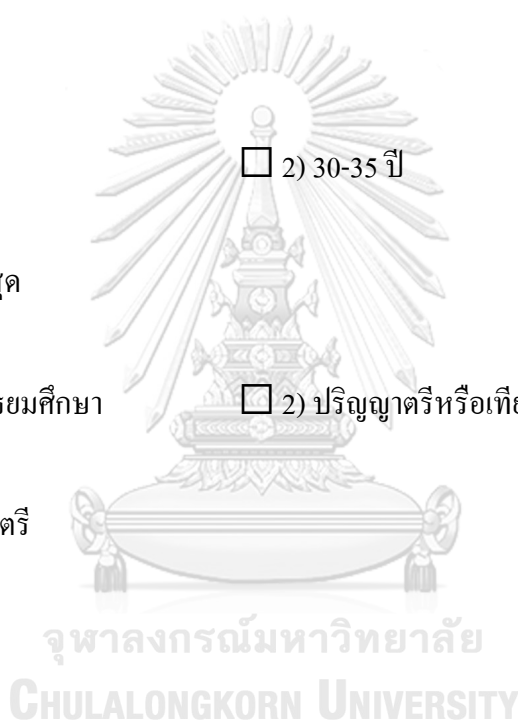 ☐ 2) 30-35 ปี
สุด
ธยมศึกษา ☐ 2) ปริญญาตรีหรือเทีย
ตรี
จุฬาลงกรณ์มหาวิทยาลัย
CHULALONGKORN UNIVERSITY